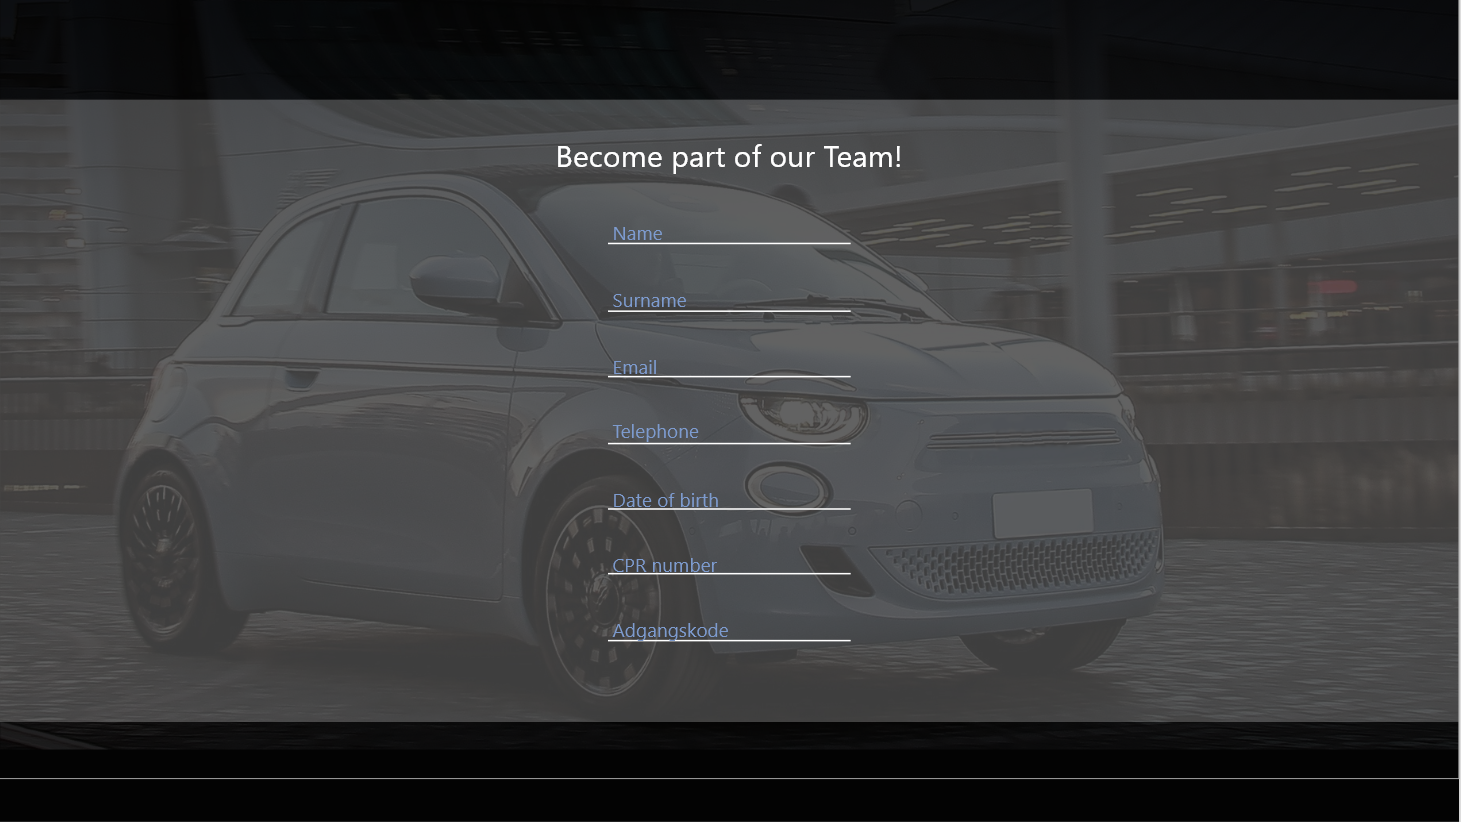 Become part of our Team!
Name
Surname
Email
Telephone
Date of birth
CPR number
Adgangskode